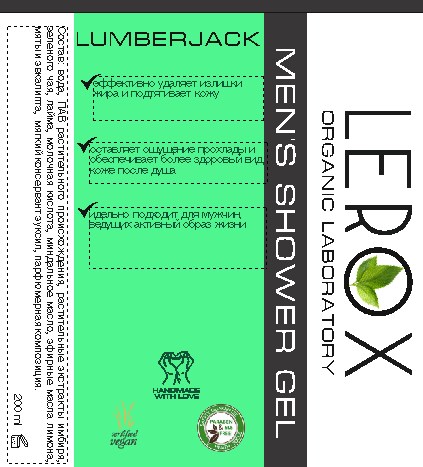 Состав: вода, ПАВ растительного происхождения, растительные экстракты имбиря,
зеленого чая, лайма, молочная кислота, миндальное масло, эфирные масла лимона,
мяты и эвкалипта, мягкий консервант эуксил, парфюмерная композиция.
200 ml
LUMBERJACK
эффективно удаляет излишки
жира и подтягивает кожу
оставляет ощущение прохлады и
обеспечивает более здоровый вид
коже после душа
идеально подходит для мужчин,
ведущих активный образ жизни
HANDMADE
WITH LOVE
certified
vegan
PARABEN
FREE
MEN'S SHOWER GEL
LEROX
ORGANIC LABORATORY